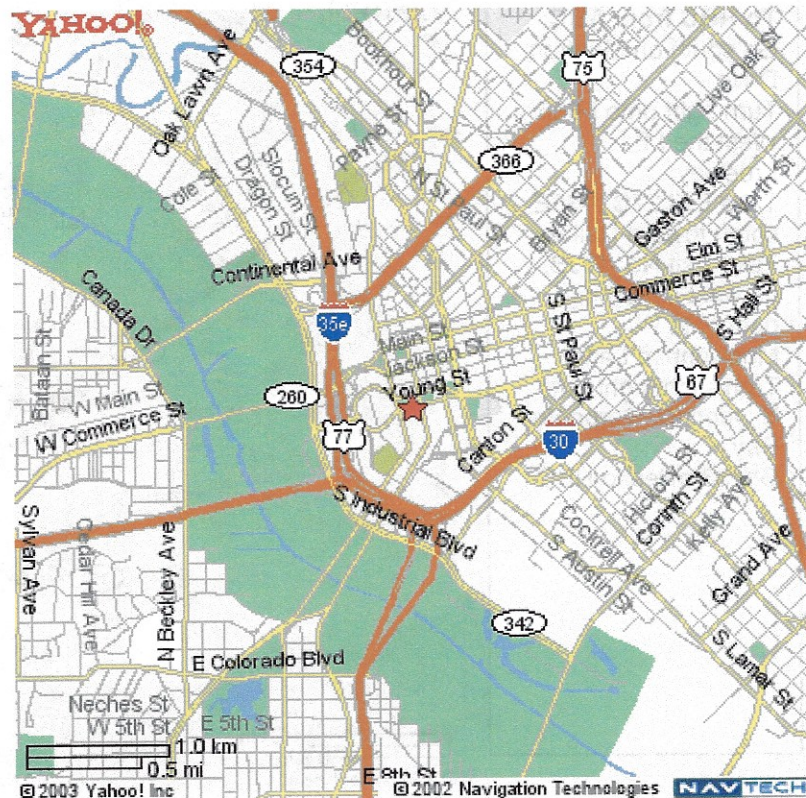 YAHOO!®
Oak Lawn Ave
354
Bookhout St
75
Live Oak St
Payne St
366
Cole St
Slocum St
Dragon St
N St Paul St
Bryan St
Gaston Ave
Worth St
Elm St
Continental Ave
Commerce St
Canada Dr
35e
S Hall St
Main St
Jackson St
S St Paul St
Young St
Bataan St
W Main St
260
67
W Commerce St
77
Canton St
30
S Industrial Blvd
Hickory St
Corinth St
Kelly Ave
Sylvan Ave
Cedar Hill Ave
N Beckley Ave
Cockrell Ave
S Austin St
Grand Ave
342
S Lamar St
E Colorado Blvd
Neches St
W 5th St
E 5th St
1.0 km
0.5 mi
E 8th St
© 2003 Yahoo! Inc
© 2002 Navigation Technologies
NAVTECH